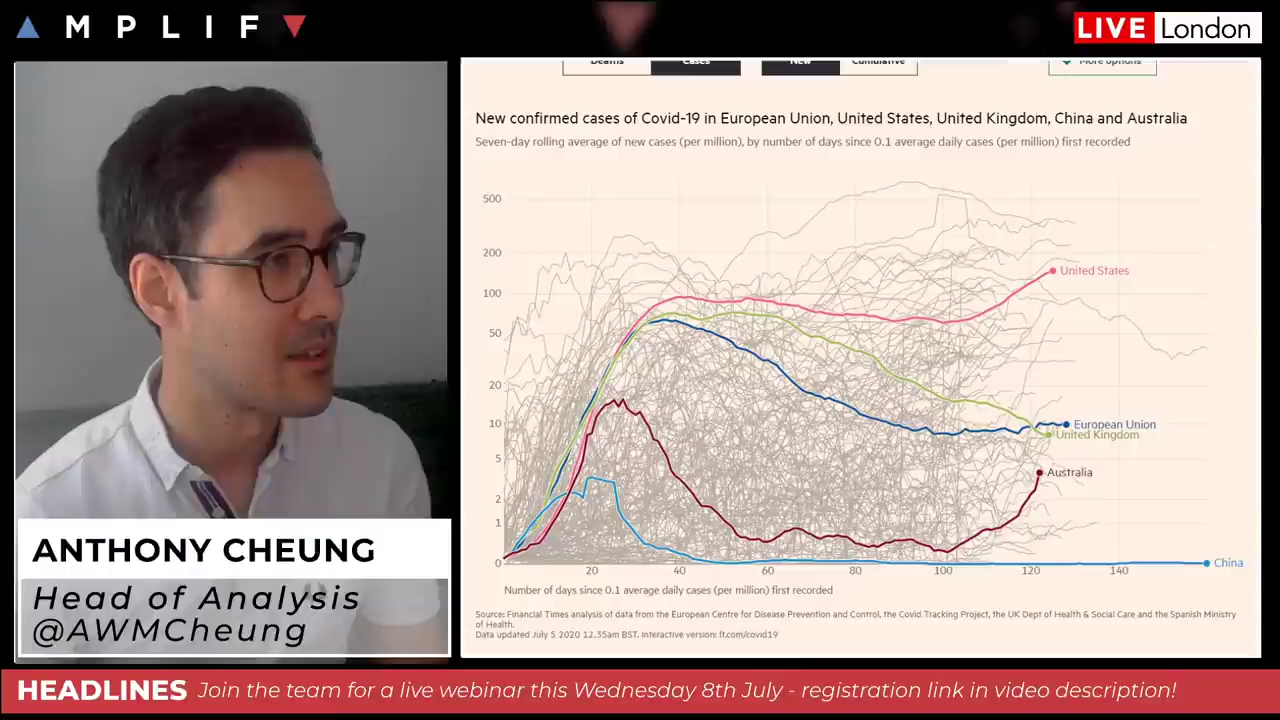 AMPLIFY
LIVE London
Deaths Cases New Cumulative More options
New confirmed cases of Covid-19 in European Union, United States, United Kingdom, China and Australia
Seven-day rolling average of new cases (per million), by number of days since 0.1 average daily cases (per million) first recorded
500
200
100
50
20
10
5
2
1
0
United States
European Union
United Kingdom
Australia
China
20 40 60 80 100 120 140
Number of days since 0.1 average daily cases (per million) first recorded
Source: Financial Times analysis of data from the European Centre for Disease Prevention and Control, the Covid Tracking Project, the UK Dept of Health & Social Care and the Spanish Ministry
of Health.
Data updated July 5 2020 12.35am BST. Interactive version: ft.com/covid19
ANTHONY CHEUNG
Head of Analysis
@AWMCheung
HEADLINES Join the team for a live webinar this Wednesday 8th July - registration link in video description!